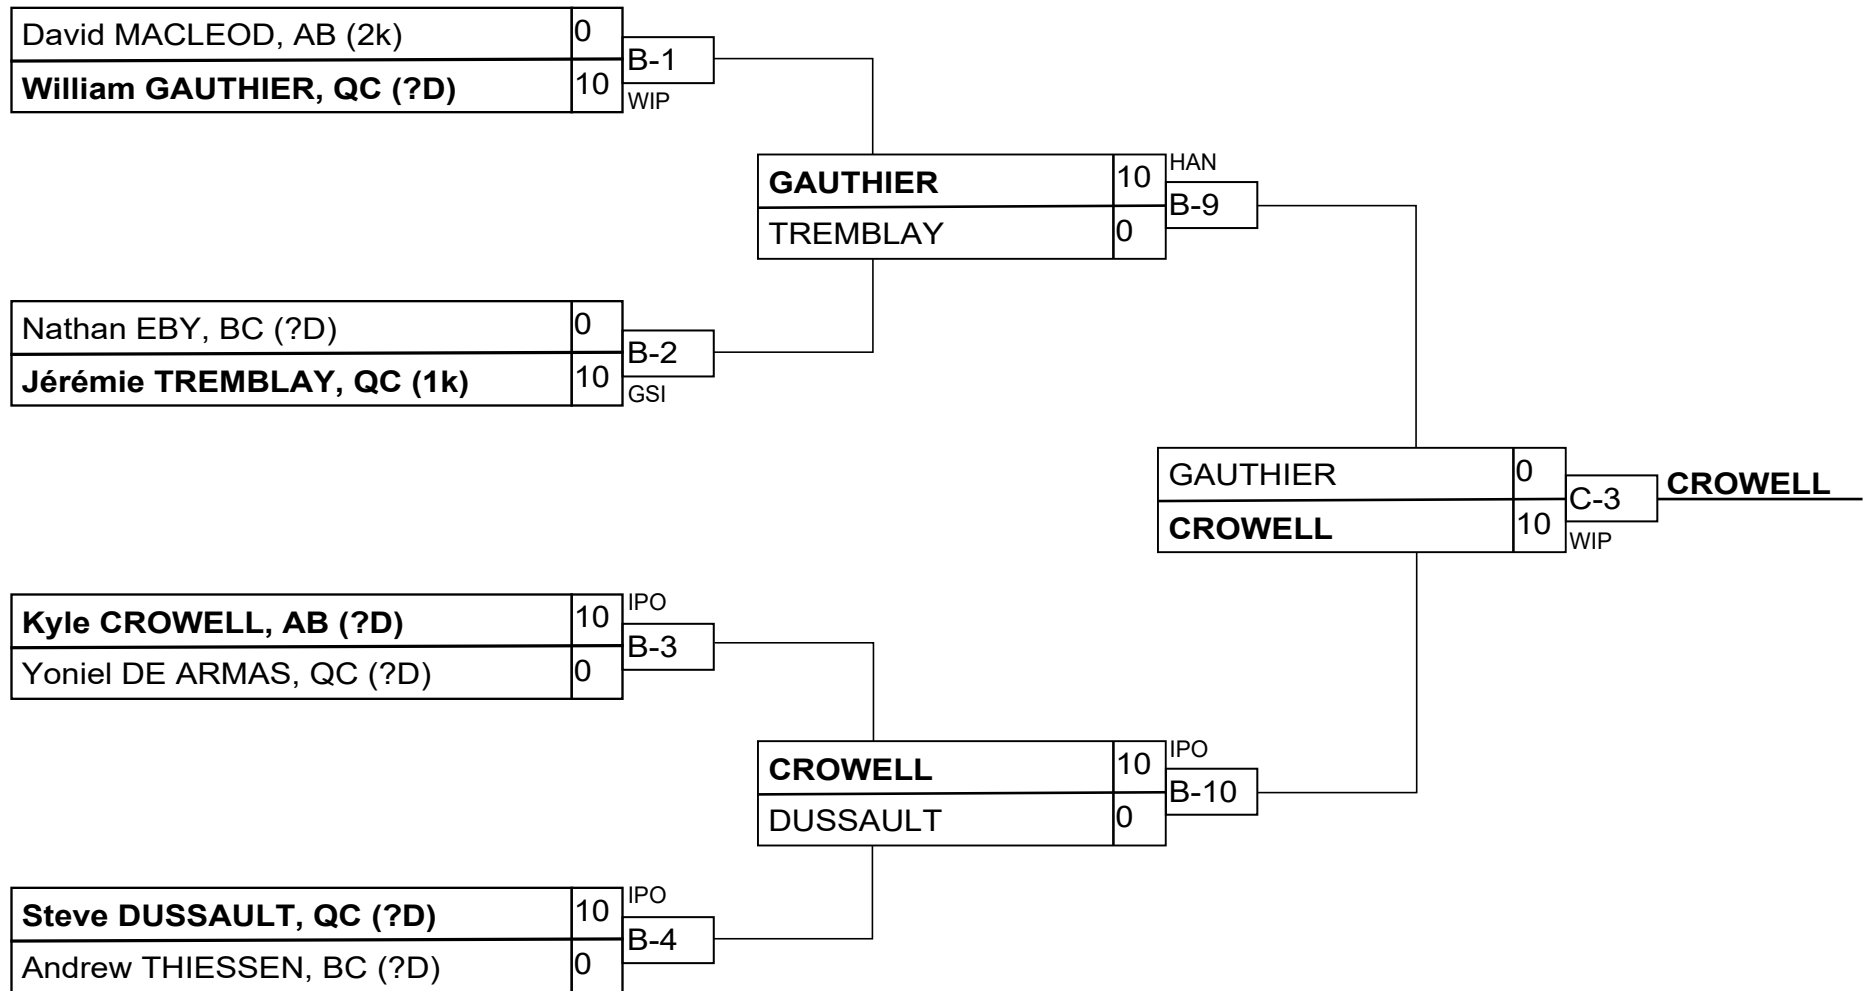 David MACLEOD, AB (2k) 0
B-1
William GAUTHIER, QC (?D) 10
WIP
GAUTHIER 10 HAN
B-9
TREMBLAY 0
Nathan EBY, BC (?D) 0
B-2
Jérémie TREMBLAY, QC (1k) 10
GSI
GAUTHIER 0
C-3 CROWELL
CROWELL 10
WIP
Kyle CROWELL, AB (?D) 10 IPO
B-3
Yoniel DE ARMAS, QC (?D) 0
CROWELL 10 IPO
B-10
DUSSAULT 0
Steve DUSSAULT, QC (?D) 10 IPO
B-4
Andrew THIESSEN, BC (?D) 0